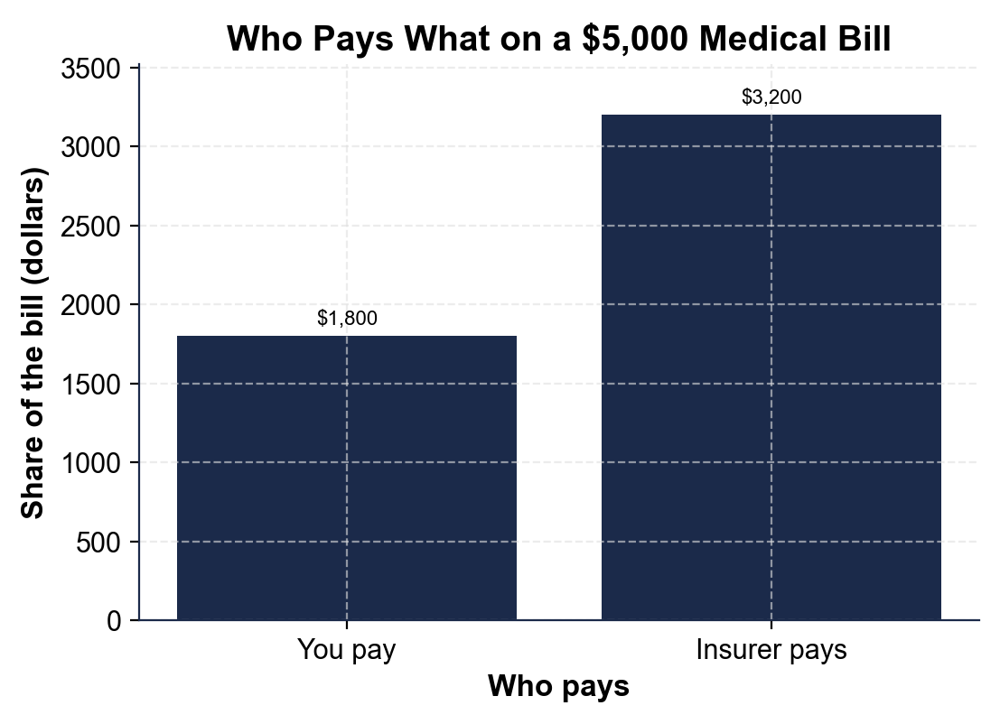 Who Pays What on a $5,000 Medical Bill
Share of the bill (dollars)
3500
3000
2500
2000
1500
1000
500
0
$1,800
$3,200
You pay
Insurer pays
Who pays